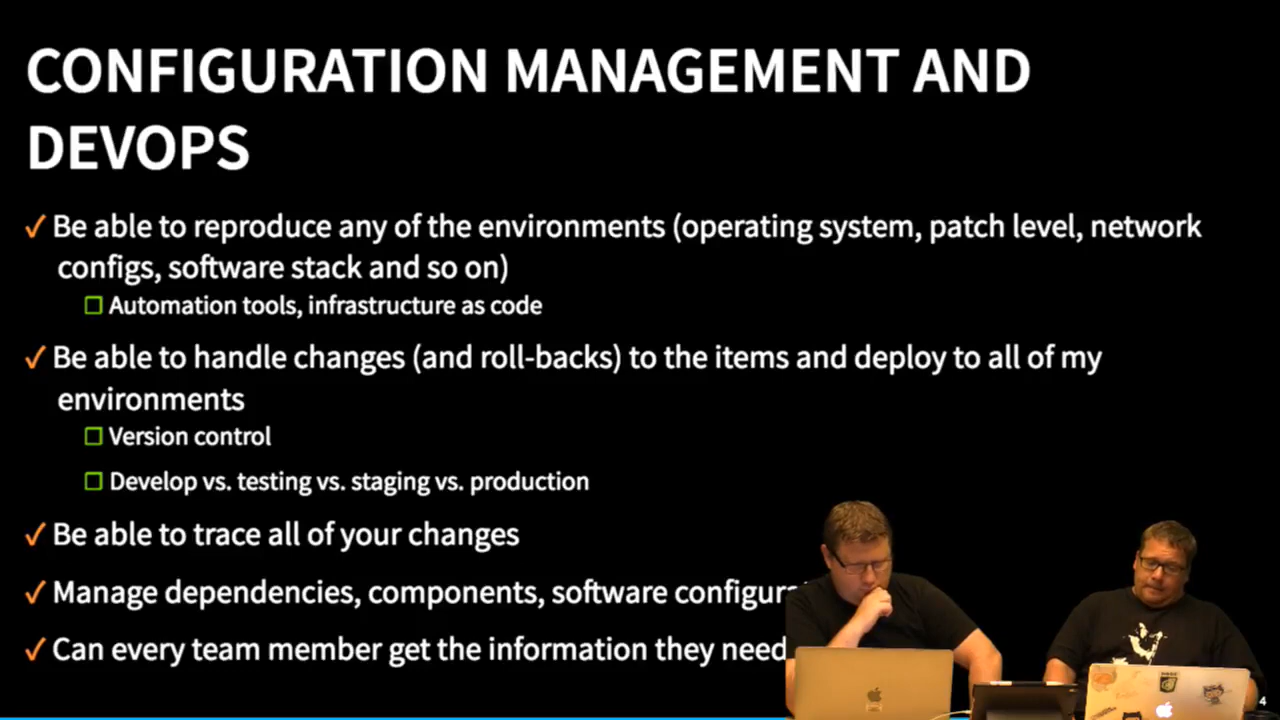 CONFIGURATION MANAGEMENT AND
DEVOPS
✓ Be able to reproduce any of the environments (operating system, patch level, network
configs, software stack and so on)
□ Automation tools, infrastructure as code
✓ Be able to handle changes (and roll-backs) to the items and deploy to all of my
environments
□ Version control
□ Develop vs. testing vs. staging vs. production
✓ Be able to trace all of your changes
✓ Manage dependencies, components, software
✓ Can every team member get the information they need
4